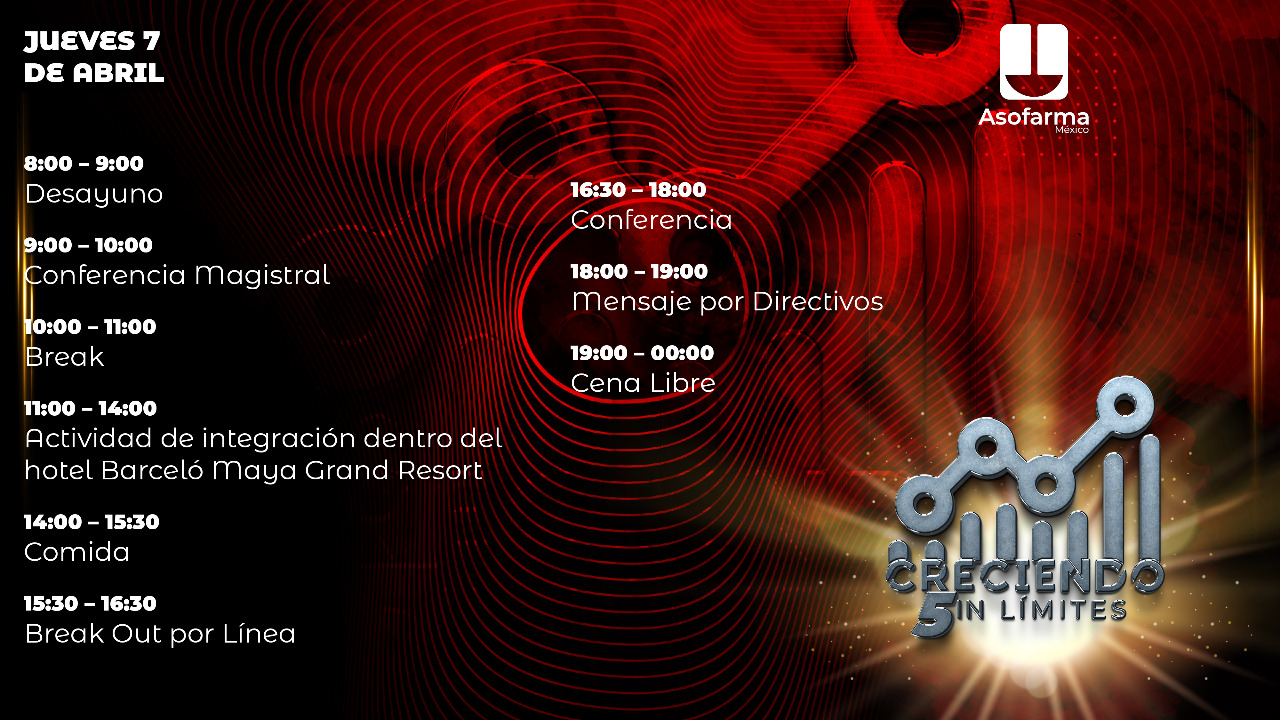 JUEVES 7
DE ABRIL
8:00 – 9:00
Desayuno
9:00 – 10:00
Conferencia Magistral
10:00 – 11:00
Break
11:00 – 14:00
Actividad de integración dentro del
hotel Barceló Maya Grand Resort
14:00 – 15:30
Comida
15:30 – 16:30
Break Out por Línea
16:30 – 18:00
Conferencia
18:00 – 19:00
Mensaje por Directivos
19:00 – 00:00
Cena Libre
Asofarma
México
CRECIENDO
5IN LÍMITES